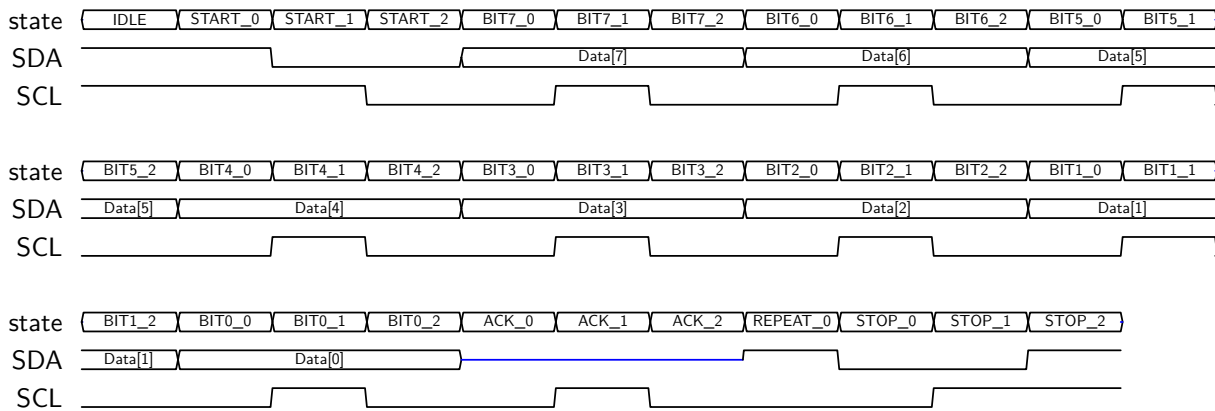 state IDLE START_0 START_1 START_2 BIT7_0 BIT7_1 BIT7_2 BIT6_0 BIT6_1 BIT6_2 BIT5_0 BIT5_1
SDA Data[7] Data[6] Data[5]
SCL
state BIT5_2 BIT4_0 BIT4_1 BIT4_2 BIT3_0 BIT3_1 BIT3_2 BIT2_0 BIT2_1 BIT2_2 BIT1_0 BIT1_1
SDA Data[5] Data[4] Data[3] Data[2] Data[1]
SCL
state BIT1_2 BIT0_0 BIT0_1 BIT0_2 ACK_0 ACK_1 ACK_2 REPEAT_0 STOP_0 STOP_1 STOP_2
SDA Data[1] Data[0]
SCL